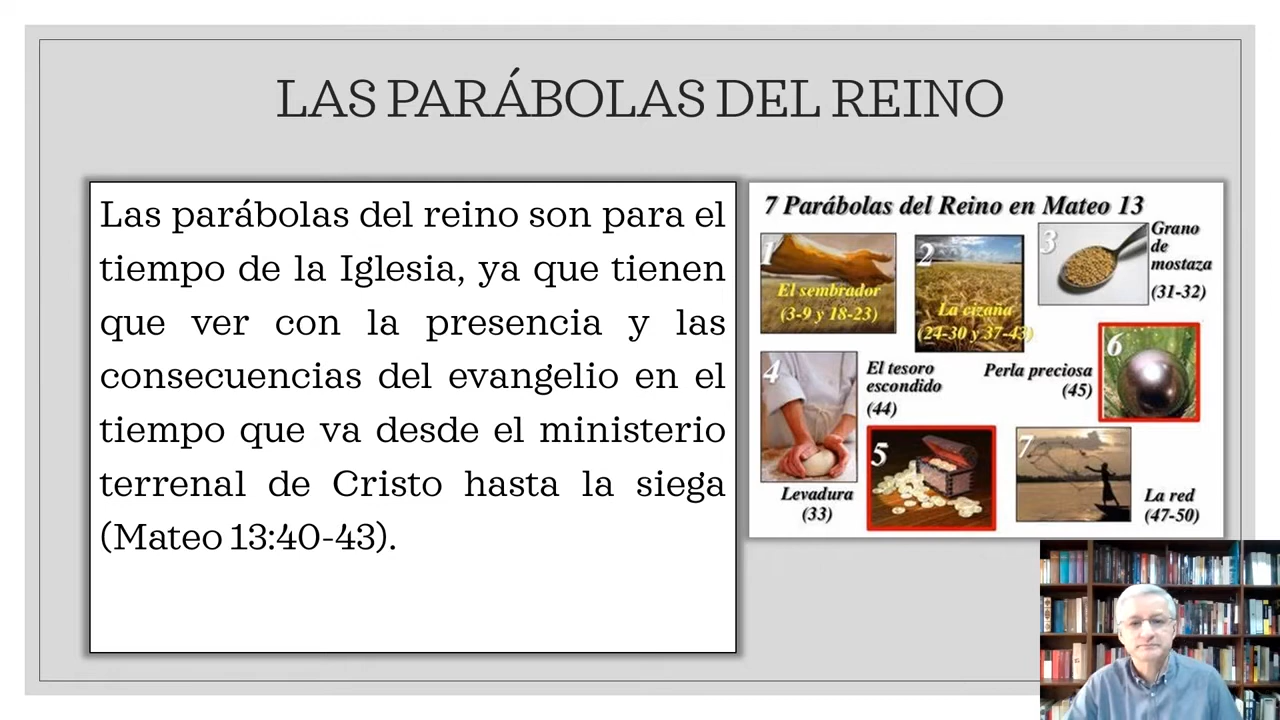 LAS PARÁBOLAS DEL REINO
Las parábolas del reino son para el
tiempo de la Iglesia, ya que tienen
que ver con la presencia y las
consecuencias del evangelio en el
tiempo que va desde el ministerio
terrenal de Cristo hasta la siega
(Mateo 13:40-43).
7 Parábolas del Reino en Mateo 13
1
El sembrador
(3-9 y 18-23)
2
La cizaña
(24-30 y 37-43)
3
Grano
de
mostaza
(31-32)
4
Levadura
(33)
El tesoro
escondido
(44)
5
Perla preciosa
(45)
6
7
La red
(47-50)